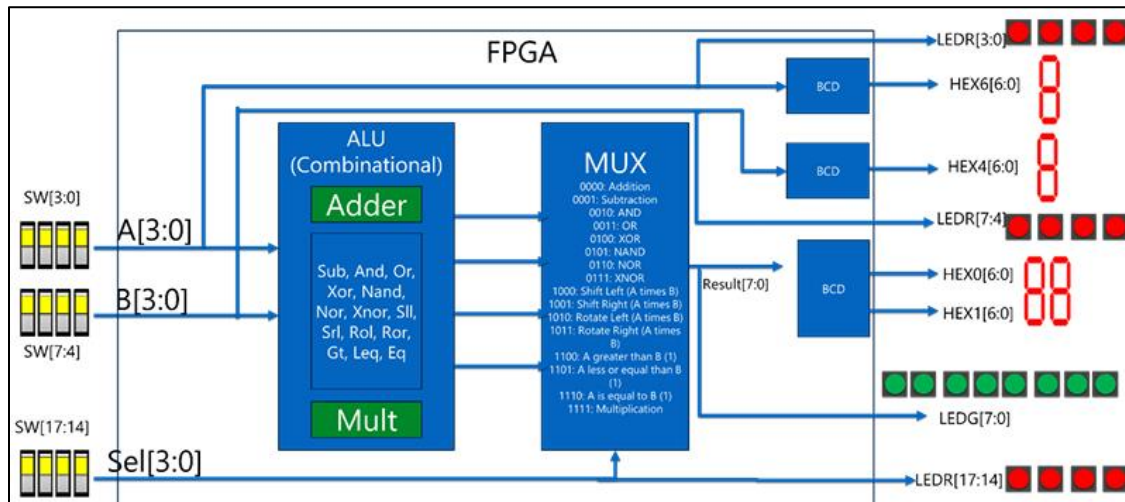 FPGA
LEDR[3:0]
BCD
HEX6[6:0]
ALU
(Combinational)
Adder
Sub, And, Or,
Xor, Nand,
Nor, Xnor, Sll,
Srl, Rol, Ror,
Gt, Leq, Eq
Mult
MUX
0000: Addition
0001: Subtraction
0010: AND
0011: OR
0100: XOR
0101: NAND
0110: NOR
0111: XNOR
1000: Shift Left (A times B)
1001: Shift Right (A times B)
1010: Rotate Left (A times B)
1011: Rotate Right (A times
B)
1100: A greater than B (1)
1101: A less or equal than B
(1)
1110: A is equal to B (1)
1111: Multiplication
BCD
HEX4[6:0]
SW[3:0]
A[3:0]
LEDR[7:4]
B[3:0]
SW[7:4]
Result[7:0]
BCD
HEX0[6:0]
HEX1[6:0]
LEDG[7:0]
SW[17:14]
Sel[3:0]
LEDR[17:14]